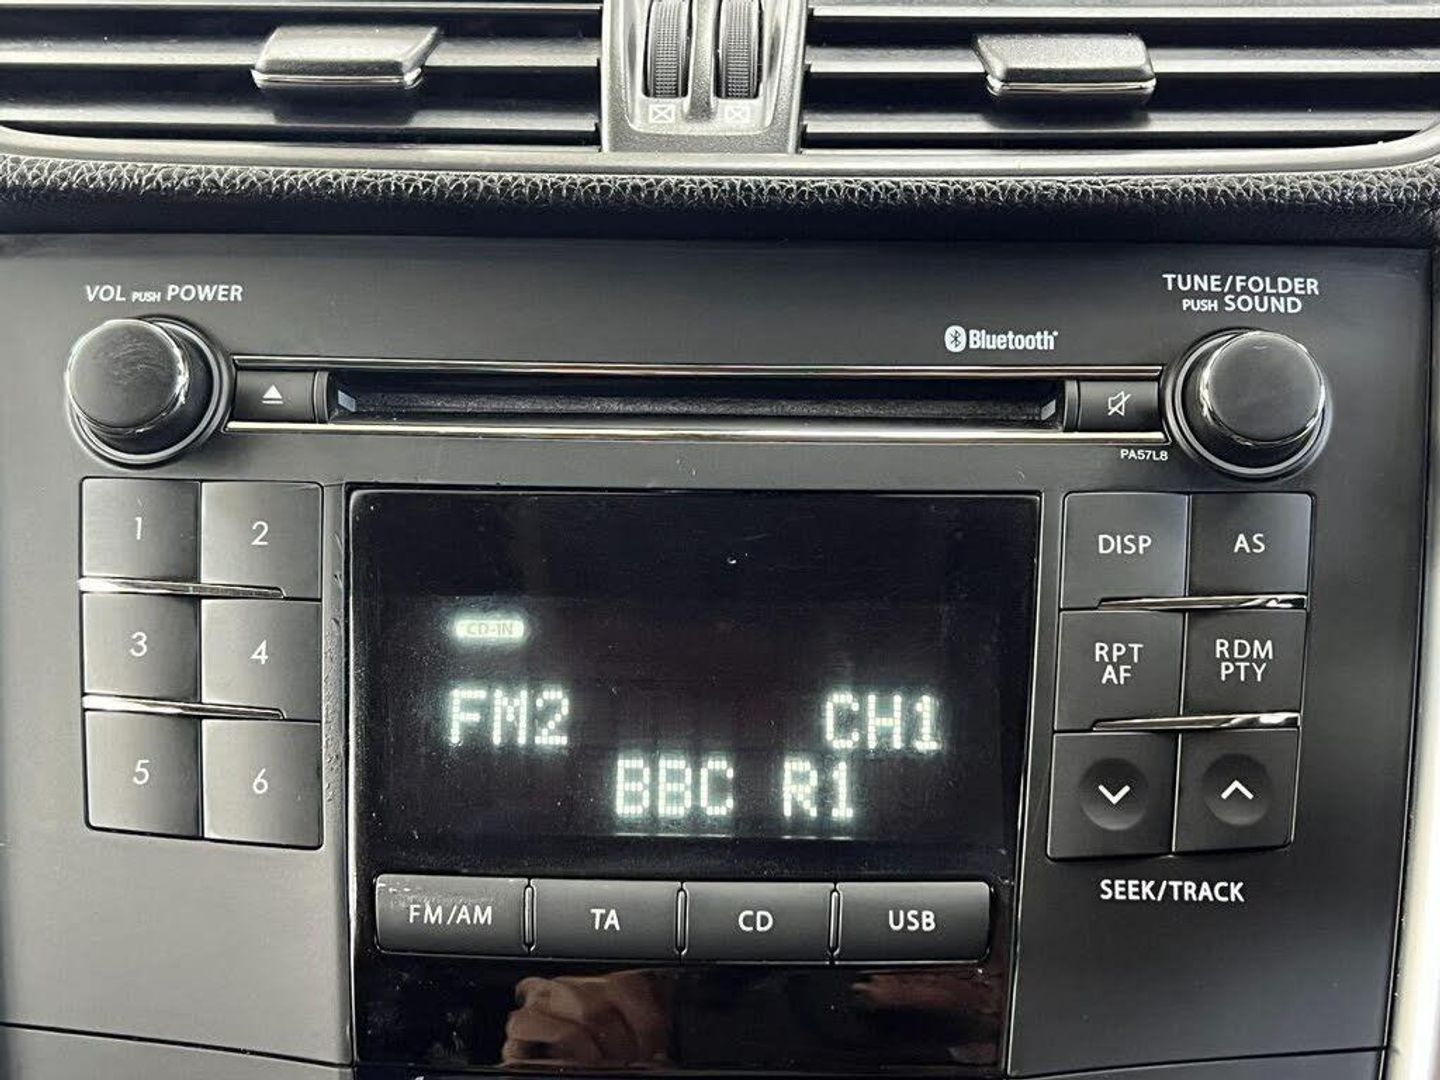 VOL PUSH POWER
TUNE/FOLDER
PUSH SOUND
Bluetooth
PA57L8
1 2
3 4
5 6
CD-IN
FM2 CH1
BBC R1
DISP AS
RPT
AF
RDM
PTY
SEEK/TRACK
FM/AM TA CD USB